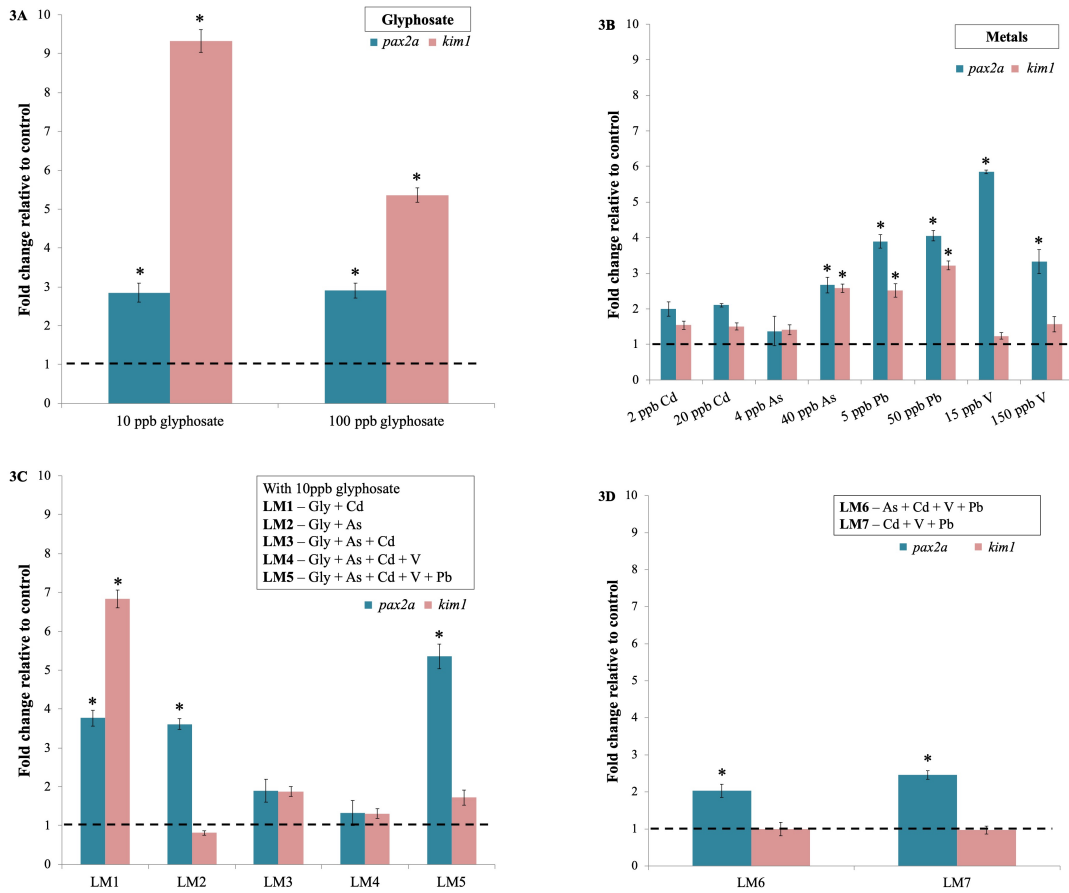 3A
Glyphosate
pax2a kim1
Fold change relative to control
10
9
8
7
6
5
4
3
2
1
0
* * * *
10 ppb glyphosate 100 ppb glyphosate
3B
Metals
pax2a kim1
Fold change relative to control
10
9
8
7
6
5
4
3
2
1
0
* * * * * * * *
2 ppb Cd 20 ppb Cd 4 ppb As 40 ppb As 5 ppb Pb 50 ppb Pb 15 ppb V 150 ppb V
3C
With 10ppb glyphosate
LM1 – Gly + Cd
LM2 – Gly + As
LM3 – Gly + As + Cd
LM4 – Gly + As + Cd + V
LM5 – Gly + As + Cd + V + Pb
pax2a kim1
Fold change relative to control
10
9
8
7
6
5
4
3
2
1
0
* * * *
LM1 LM2 LM3 LM4 LM5
3D
LM6 – As + Cd + V + Pb
LM7 – Cd + V + Pb
pax2a kim1
Fold change relative to control
10
9
8
7
6
5
4
3
2
1
0
* *
LM6 LM7